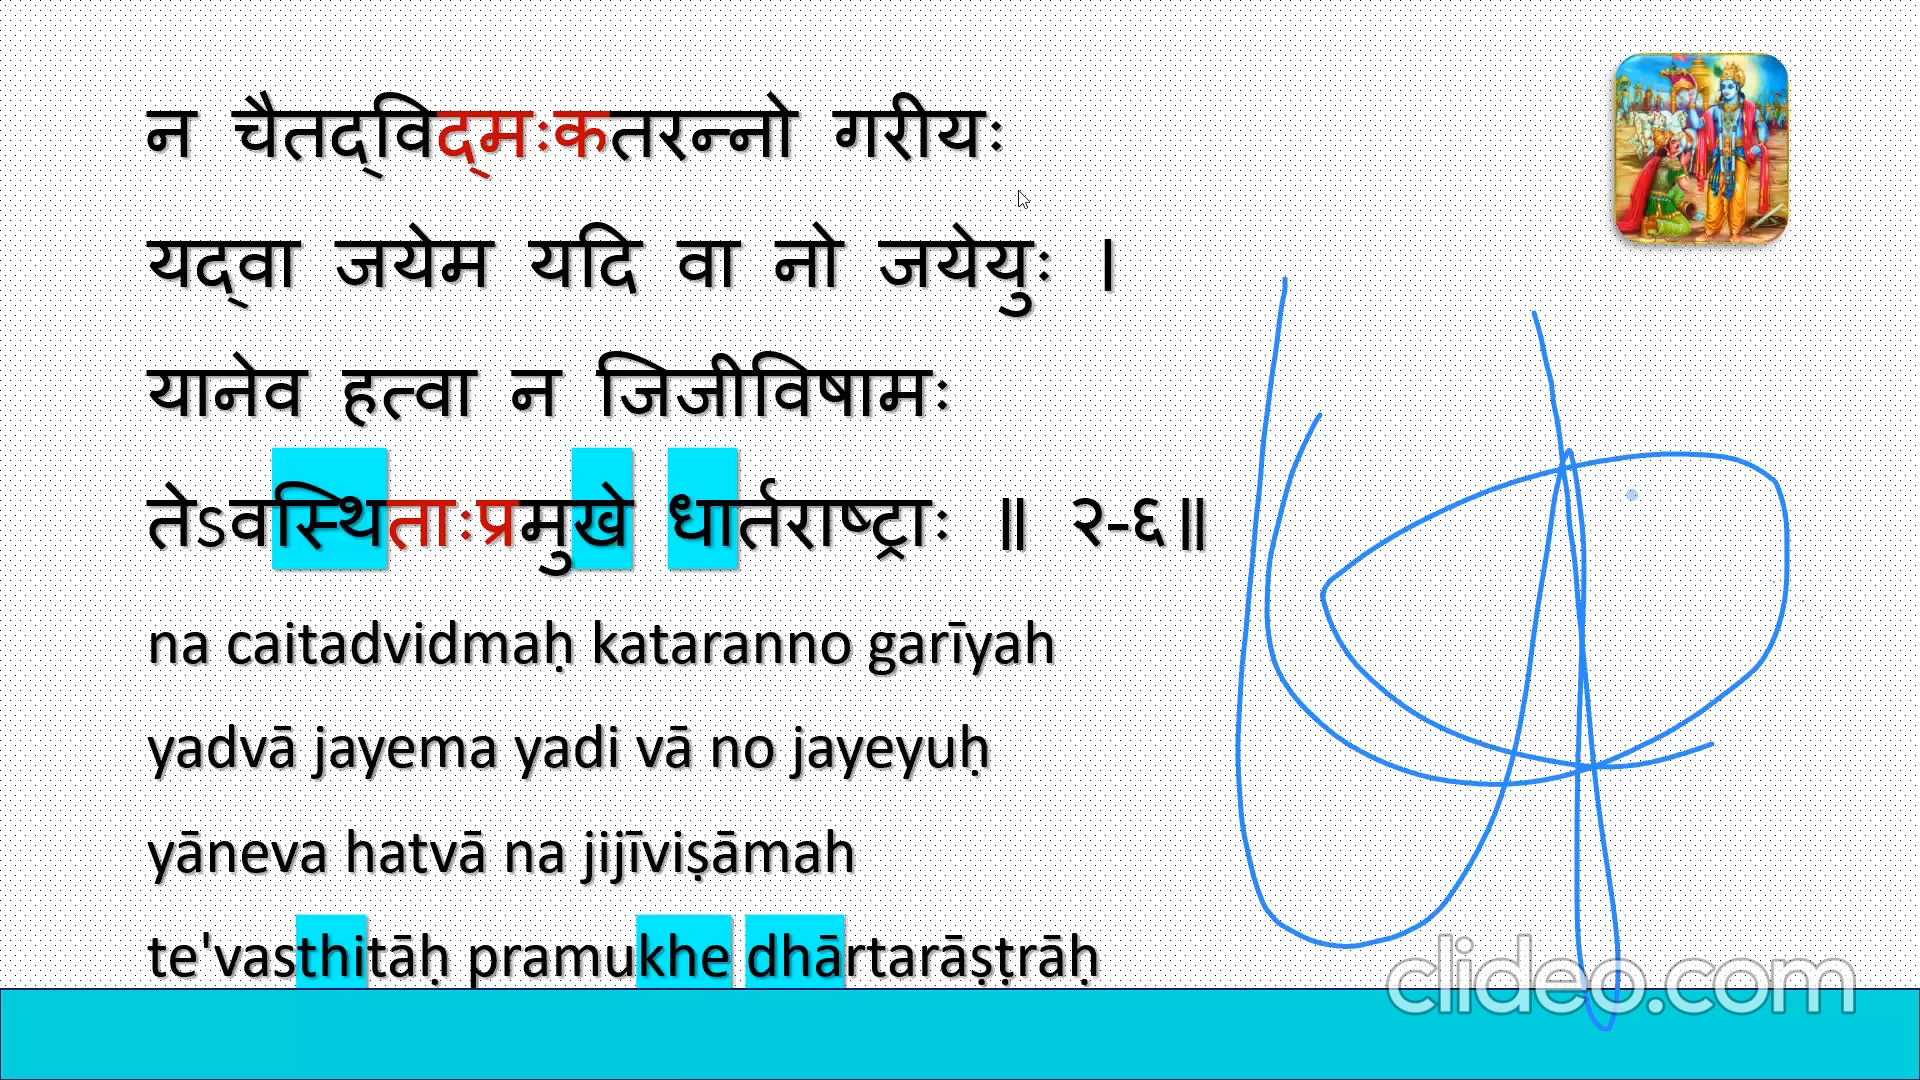 न चैतद्विद्मःकतरन्नो गरीयः
यद्वा जयेम यदि वा नो जयेयुः ।
यानेव हत्वा न जिजीविषामः
तेऽवस्थिताःप्रमुखे धार्तराष्ट्राः ॥ २-६॥
na caitadvidmaḥ kataranno garīyah
yadvā jayema yadi vā no jayeyuḥ
yāneva hatvā na jijīviṣāmah
te'vasthitāḥ pramukhe dhārtarāṣṭrāḥ
clideo.com